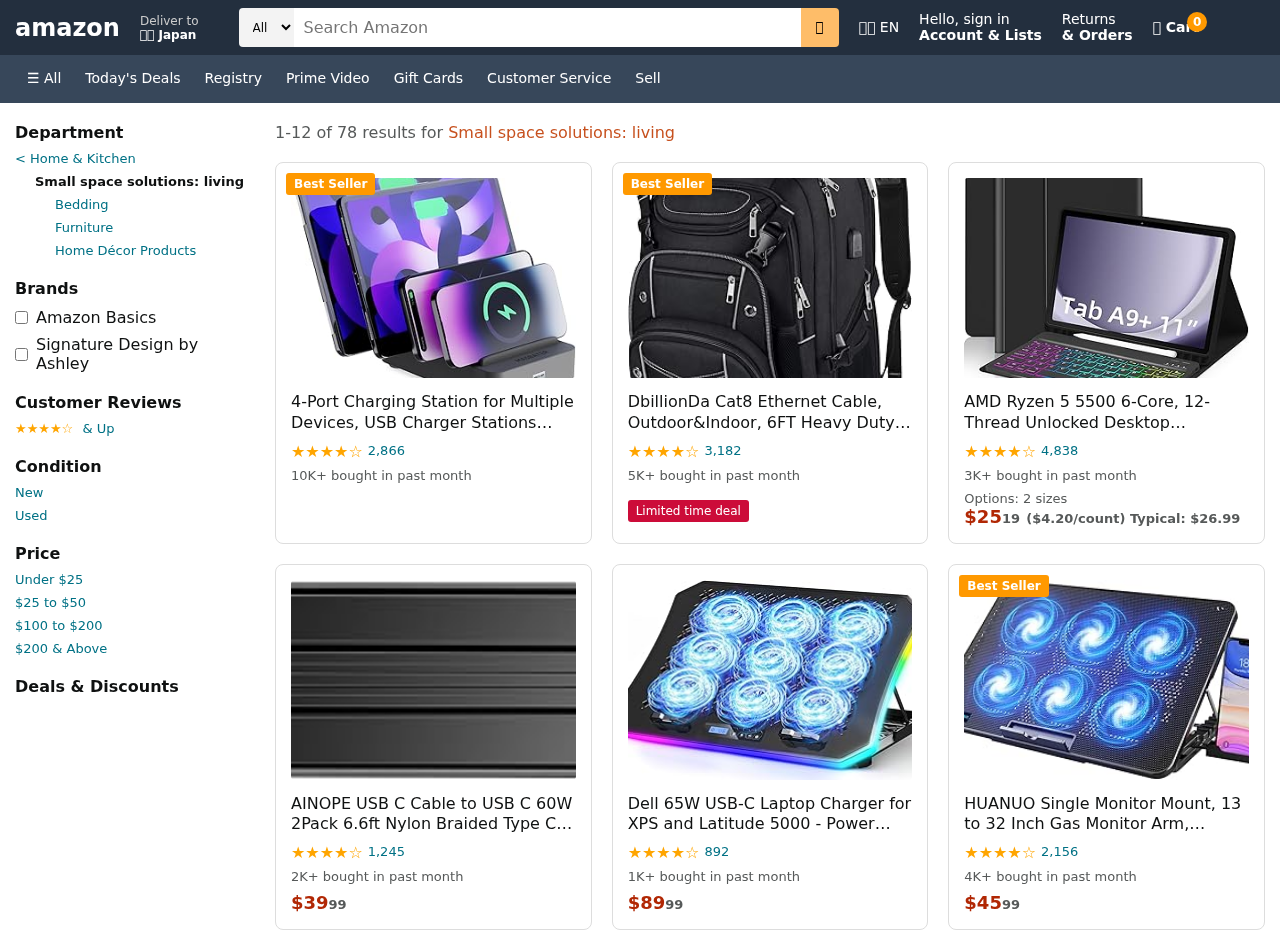 amazon
Deliver to
Japan
All
Search Amazon
EN
Hello, sign in
Account & Lists
Returns
& Orders
0
☰ All
Today's Deals
Registry
Prime Video
Gift Cards
Customer Service
Sell
Department
< Home & Kitchen
Small space solutions: living
Bedding
Furniture
Home Décor Products
Brands
Amazon Basics
Signature Design by
Ashley
Customer Reviews
★★★★☆ & Up
Condition
New
Used
Price
Under $25
$25 to $50
$100 to $200
$200 & Above
Deals & Discounts
1-12 of 78 results for Small space solutions: living
Best Seller
4-Port Charging Station for Multiple
Devices, USB Charger Stations…
★★★★☆ 2,866
10K+ bought in past month
Best Seller
DbillionDa Cat8 Ethernet Cable,
Outdoor&Indoor, 6FT Heavy Duty…
★★★★☆ 3,182
5K+ bought in past month
Limited time deal
Tab A9+ 11”
AMD Ryzen 5 5500 6-Core, 12-
Thread Unlocked Desktop…
★★★★☆ 4,838
3K+ bought in past month
Options: 2 sizes
$25 19 ($4.20/count) Typical: $26.99
AINOPE USB C Cable to USB C 60W
2Pack 6.6ft Nylon Braided Type C…
★★★★☆ 1,245
2K+ bought in past month
$39 99
Dell 65W USB-C Laptop Charger for
XPS and Latitude 5000 - Power…
★★★★☆ 892
1K+ bought in past month
$89 99
Best Seller
HUANUO Single Monitor Mount, 13
to 32 Inch Gas Monitor Arm,…
★★★★☆ 2,156
4K+ bought in past month
$45 99